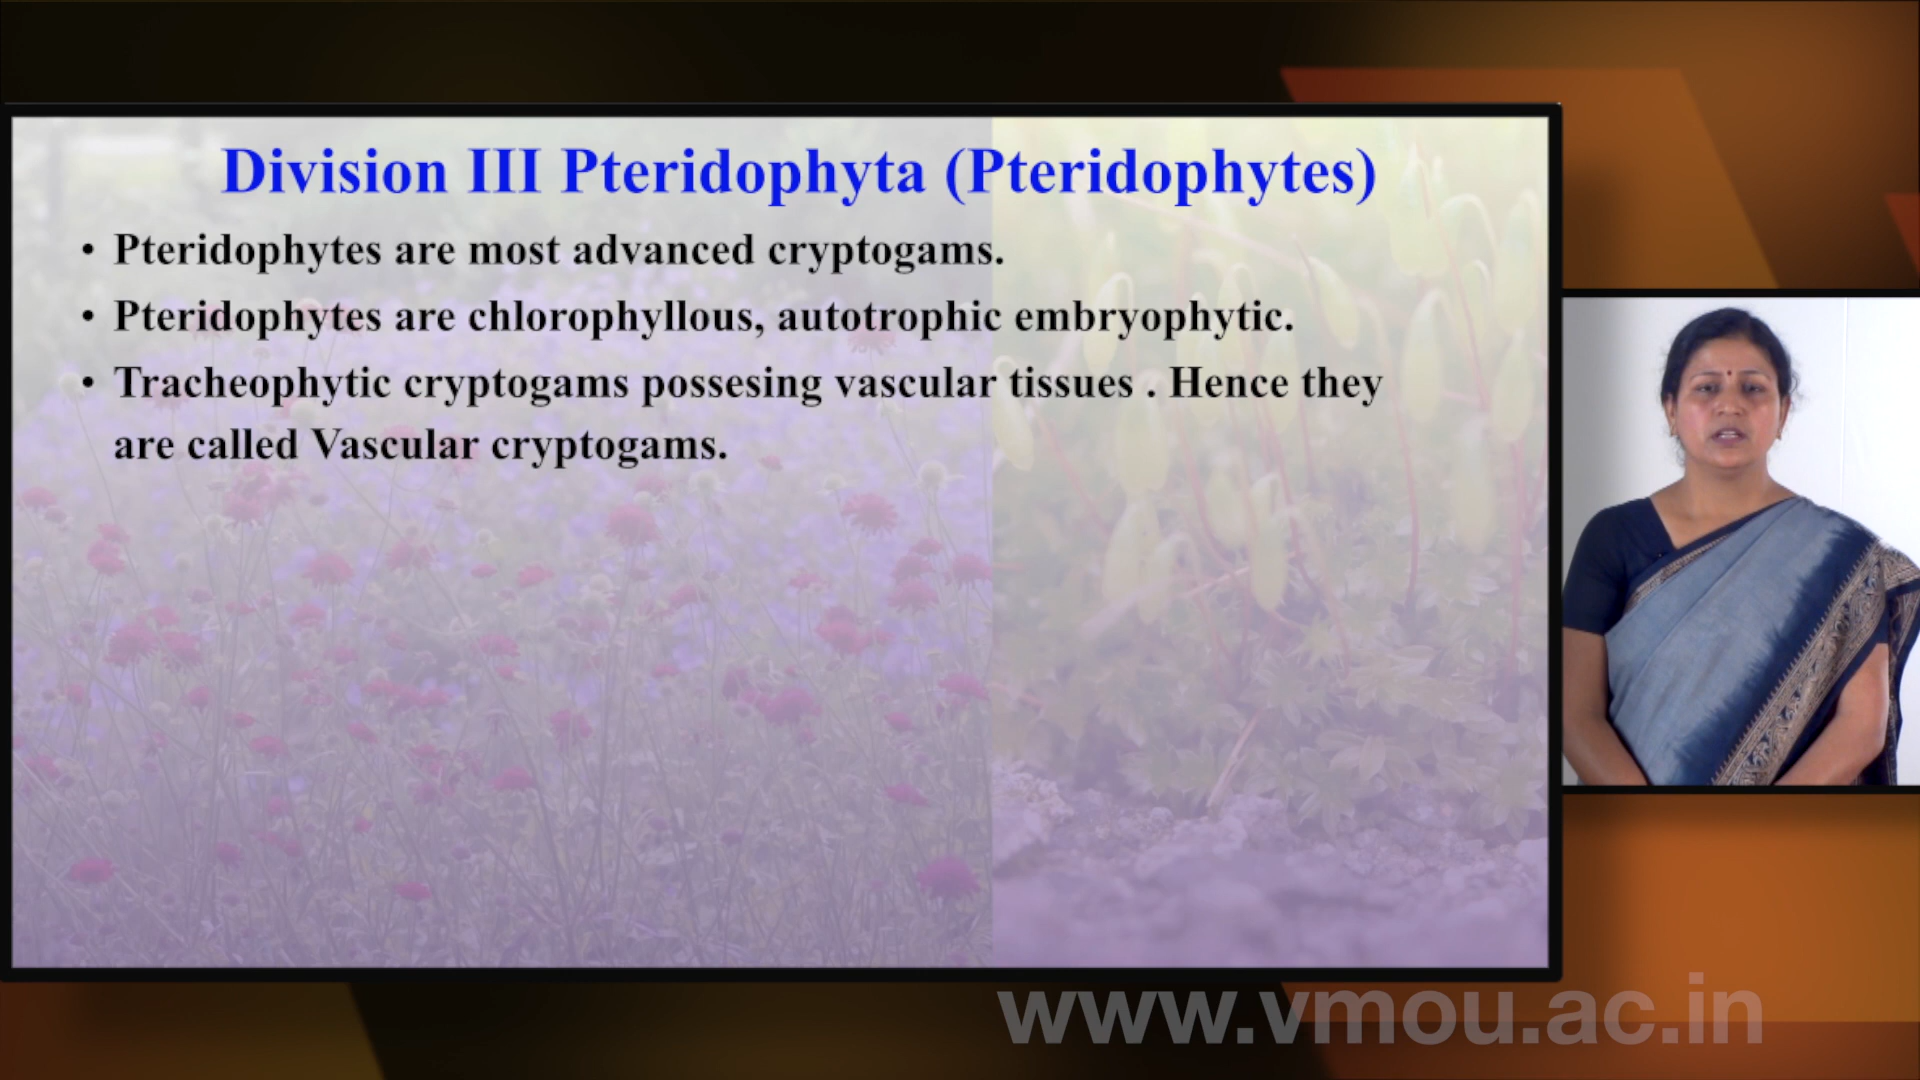 Division III Pteridophyta (Pteridophytes)
• Pteridophytes are most advanced cryptogams.
• Pteridophytes are chlorophyllous, autotrophic embryophytic.
• Tracheophytic cryptogams possesing vascular tissues . Hence they
are called Vascular cryptogams.
www.vmou.ac.in